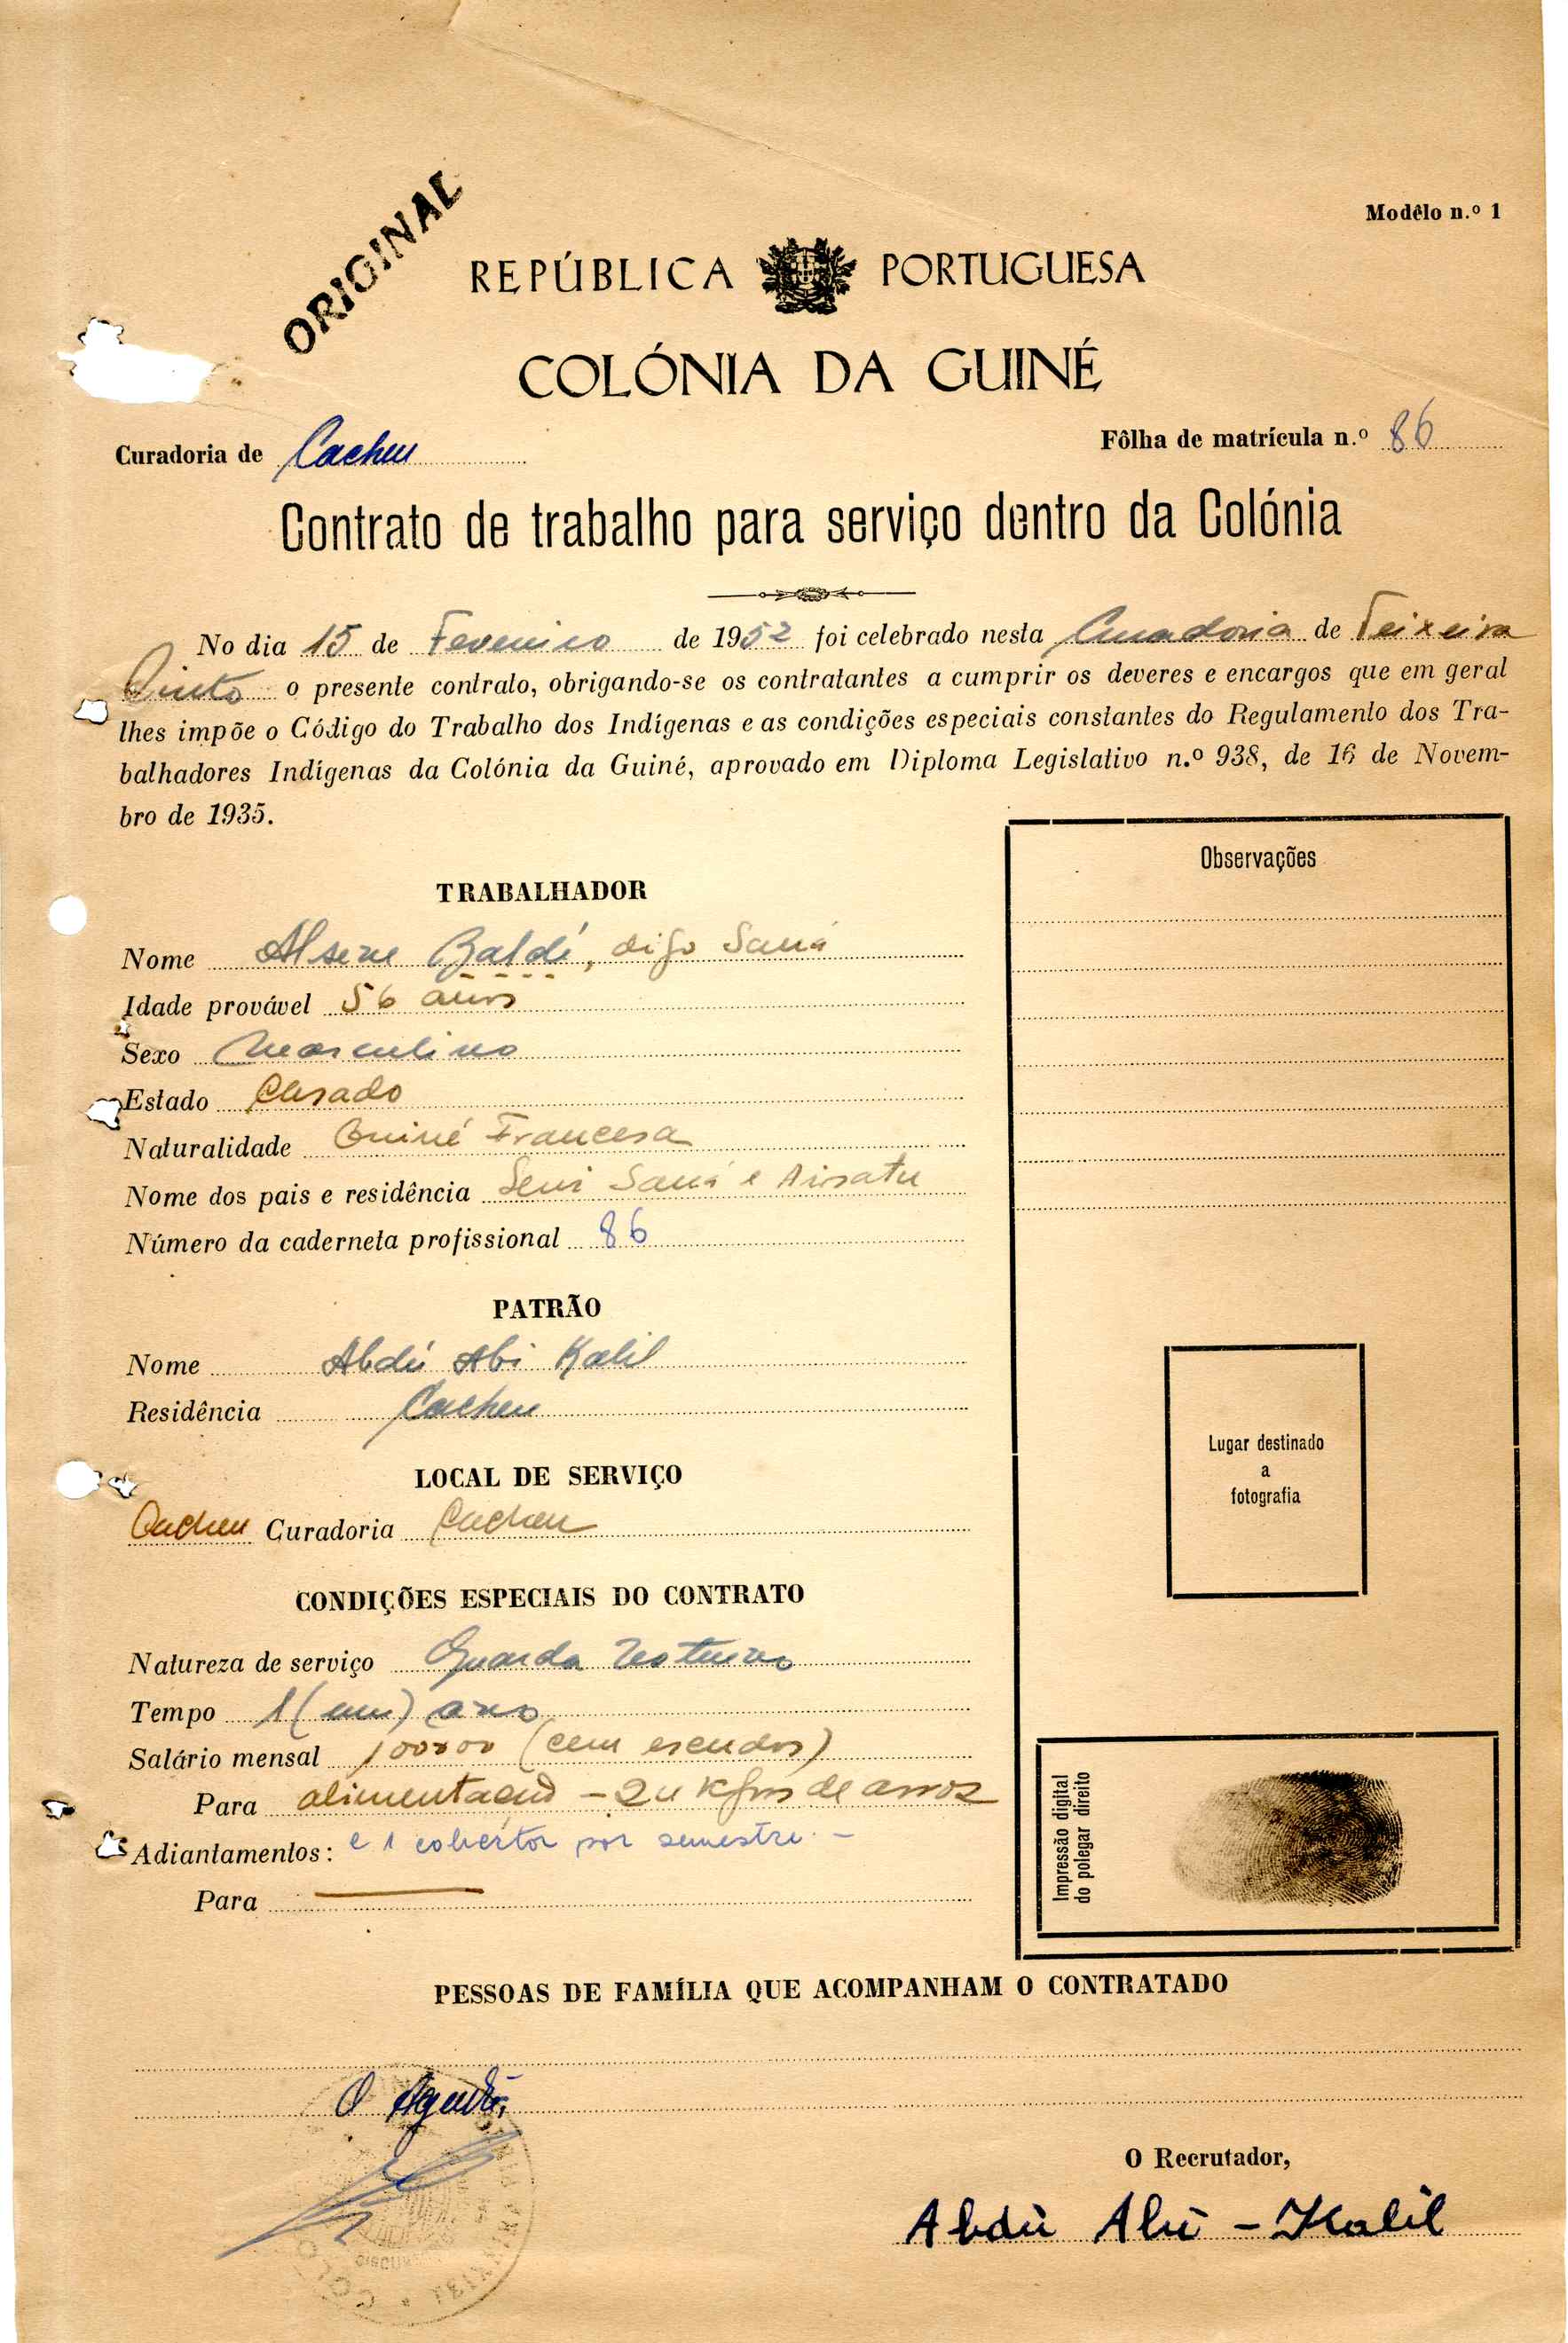 ORIGINAL
Modêlo n.º 1
REPÚBLICA PORTUGUESA
COLÓNIA DA GUINÉ
Curadoria de Cacheu Fôlha de matrícula n.º 86
Contrato de trabalho para serviço dentro da Colónia
No dia 15 de Fevereiro de 1952 foi celebrado nesta Curadoria de Teixeira
Pinto o presente contrato, obrigando-se os contratantes a cumprir os deveres e encargos que em geral
lhes impõe o Código do Trabalho dos Indígenas e as condições especiais constantes do Regulamento dos Tra-
balhadores Indígenas da Colónia da Guiné, aprovado em Diploma Legislativo n.º 938, de 16 de Novem-
bro de 1935.
Observações
TRABALHADOR
Nome Alsene Baldé, digo Saná
Idade provável 56 anos
Sexo Masculino
Estado Casado
Naturalidade Guiné Francesa
Nome dos pais e residência Seni Saná e Aissatu
Número da caderneta profissional 86
PATRÃO
Nome Abdú Abi Kalil
Residência Cacheu
Lugar destinado
a
fotografia
LOCAL DE SERVIÇO
Cacheu Curadoria Cacheu
CONDIÇÕES ESPECIAIS DO CONTRATO
Natureza de serviço Guarda Noturno
Tempo 1 (um) ano
Salário mensal 100$00 (cem escudos)
Para alimentação - 24 Kgrs de arroz
Adiantamentos: e 1 cobertor por semestre. -
Para
Impressão digital
do polegar direito
PESSOAS DE FAMÍLIA QUE ACOMPANHAM O CONTRATADO
O Agente,
O Recrutador,
Abdú Abi - Kalil